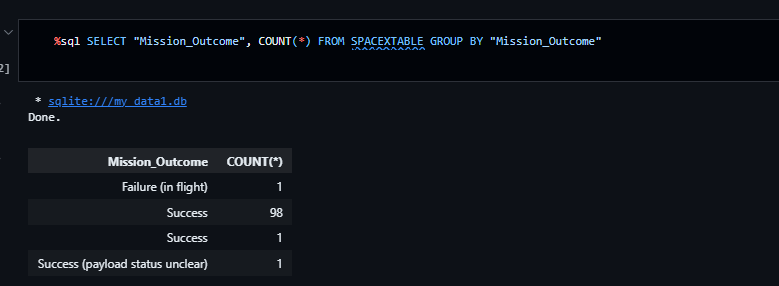 %sql SELECT "Mission_Outcome", COUNT(*) FROM SPACEXTABLE GROUP BY "Mission_Outcome"
2]
* sqlite:///my_data1.db
Done.
Mission_Outcome COUNT(*)
Failure (in flight) 1
Success 98
Success 1
Success (payload status unclear) 1